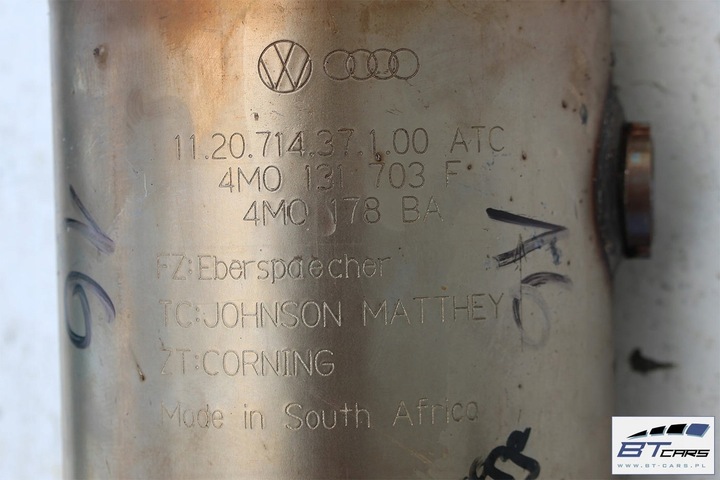 11.20.714.37.1.00 ATC
4M0 131 703 F
4M0 178 BA
FZ:Eberspaecher
TC:JOHNSON MATTHEY
ZT:CORNING
Made in South Africa
16
BT CARS
WWW.BT-CARS.PL